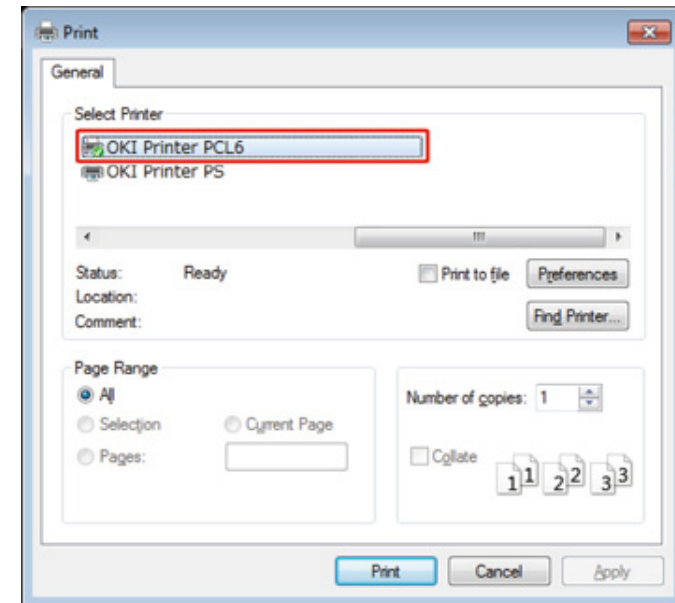 Print
General
Select Printer
OKI Printer PCL6
OKI Printer PS
Status: Ready
Print to file
Preferences
Location:
Comment:
Find Printer...
Page Range
All
Selection
Current Page
Pages:
Number of copies: 1
Collate
1 1 2 2 3 3
Print
Cancel
Apply